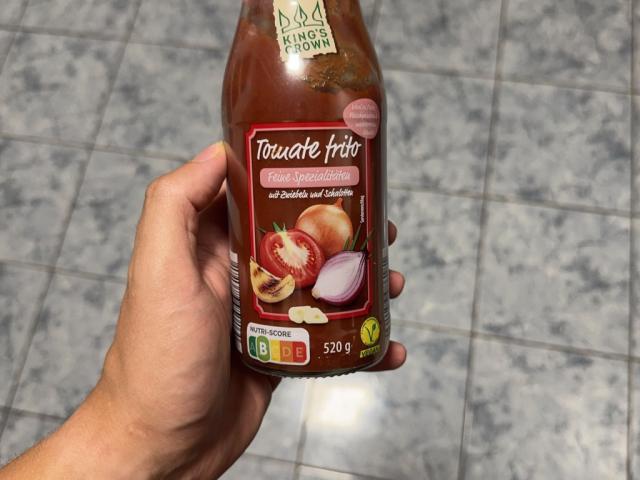 KING'S
CROWN
Tomate frito
Feine Spezialitäten
mit Zwiebeln und Schalotten
NUTRI-SCORE
A B C D E
520 g
VEGAN